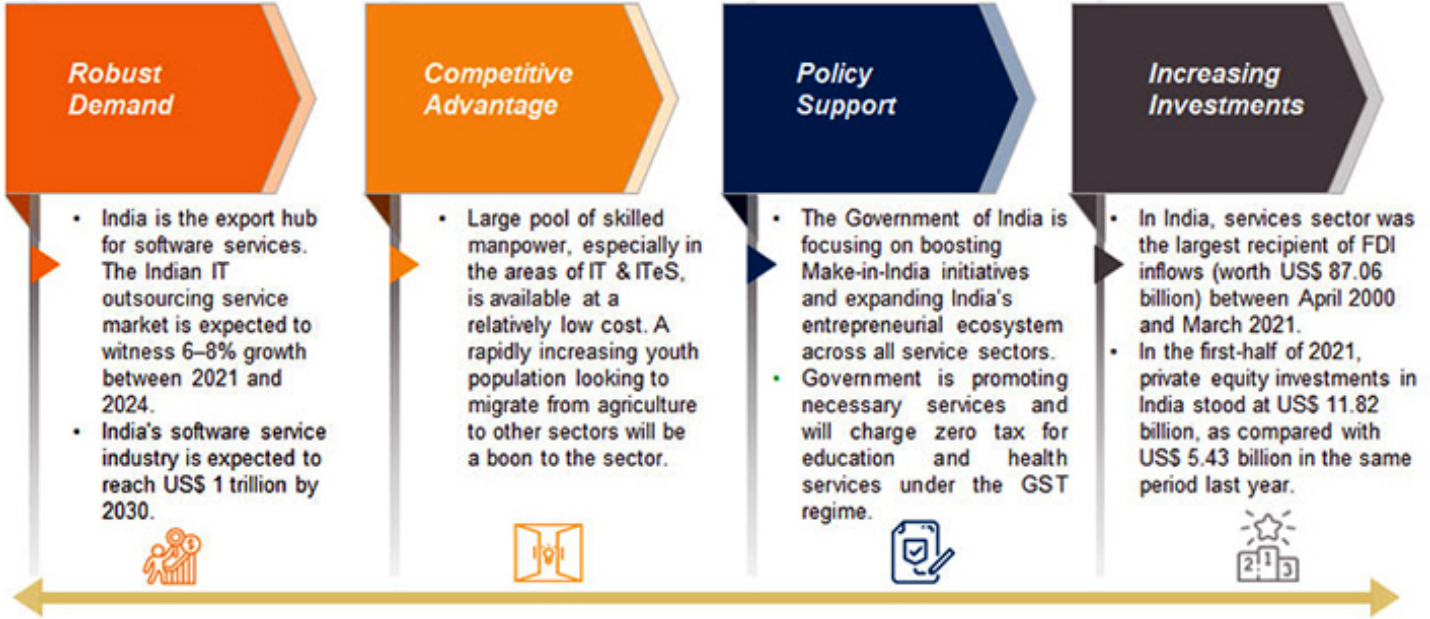 Robust
Demand
• India is the export hub
for software services.
The Indian IT
outsourcing service
market is expected to
witness 6–8% growth
between 2021 and
2024.
• India's software service
industry is expected to
reach US$ 1 trillion by
2030.
Competitive
Advantage
• Large pool of skilled
manpower, especially in
the areas of IT & ITeS,
is available at a
relatively low cost. A
rapidly increasing youth
population looking to
migrate from agriculture
to other sectors will be
a boon to the sector.
Policy
Support
• The Government of India is
focusing on boosting
Make-in-India initiatives
and expanding India's
entrepreneurial ecosystem
across all service sectors.
• Government is promoting
necessary services and
will charge zero tax for
education and health
services under the GST
regime.
Increasing
Investments
• In India, services sector was
the largest recipient of FDI
inflows (worth US$ 87.06
billion) between April 2000
and March 2021.
• In the first-half of 2021,
private equity investments in
India stood at US$ 11.82
billion, as compared with
US$ 5.43 billion in the same
period last year.
$
2 1 3